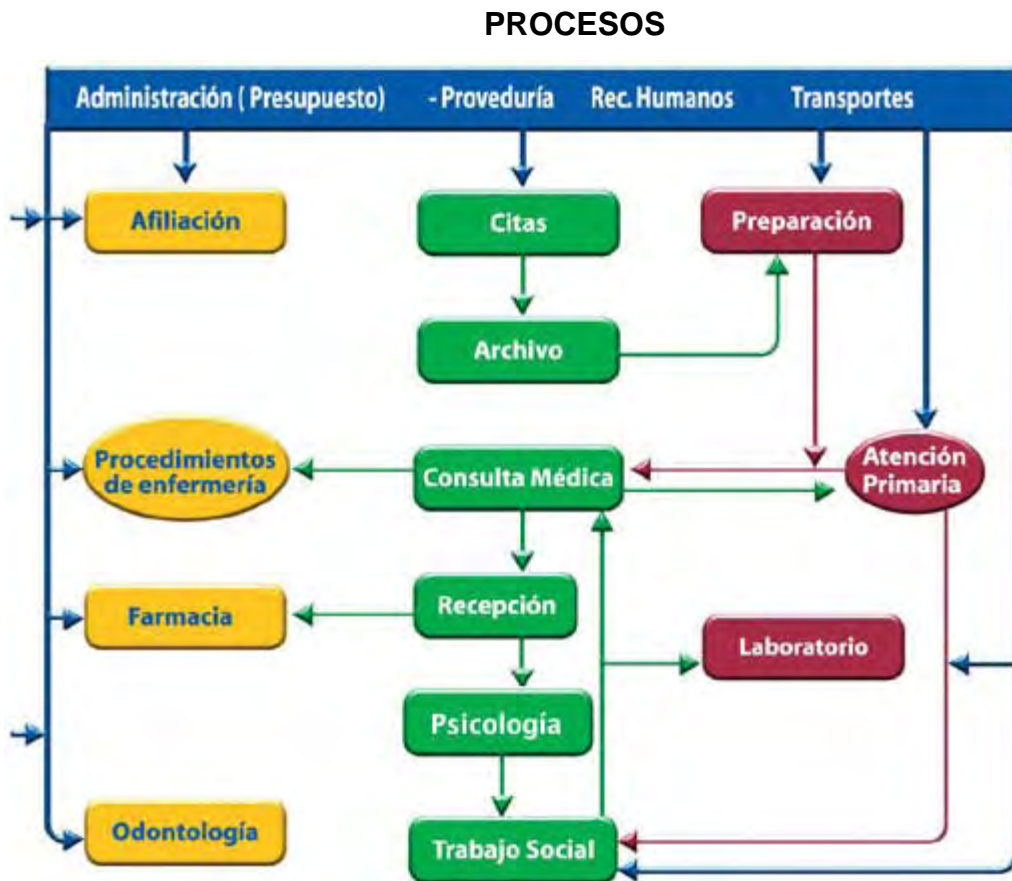 PROCESOS
Administración ( Presupuesto) - Proveduría Rec. Humanos Transportes
Afiliación
Citas
Preparación
Archivo
Procedimientos
de enfermería
Consulta Médica
Atención
Primaria
Farmacia
Recepción
Laboratorio
Psicología
Odontología
Trabajo Social